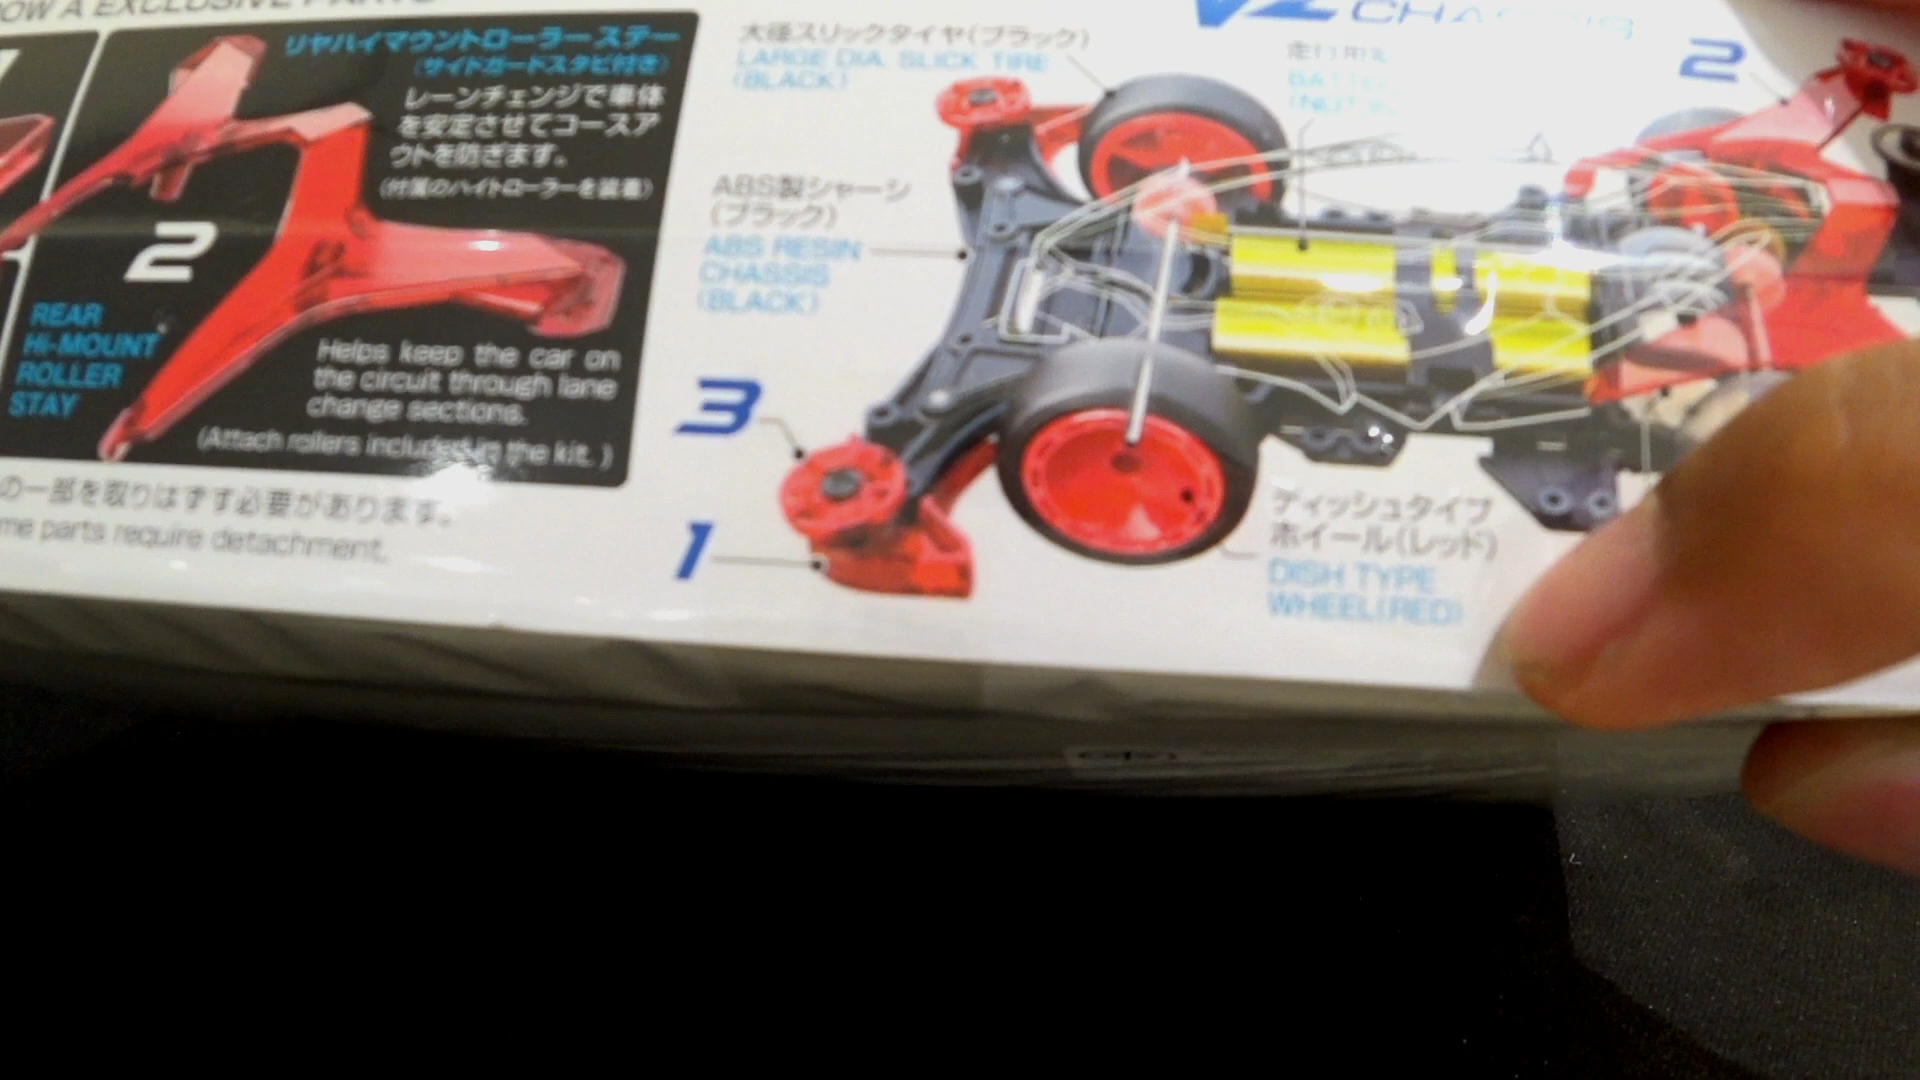 A EXCLUSIVE PARTS
リヤハイマウントローラーステー
(サイドガードスタビ付き)
レーンチェンジで車体
を安定させてコースア
ウトを防ぎます。
(付属のハイトローラーを装着)
2
REAR
Hi-MOUNT
ROLLER
STAY
Helps keep the car on
the circuit through lane
change sections.
(Attach rollers included in the kit.)
の一部を取りはずす必要があります。
parts require detachment.
CHASSIS
大径スリックタイヤ(ブラック)
LARGE DIA. SLICK TIRE
(BLACK)
走行用
2
ABS製シャーシ
(ブラック)
ABS RESIN
CHASSIS
(BLACK)
3
1
ディッシュタイプ
ホイール(レッド)
DISH TYPE
WHEEL(RED)